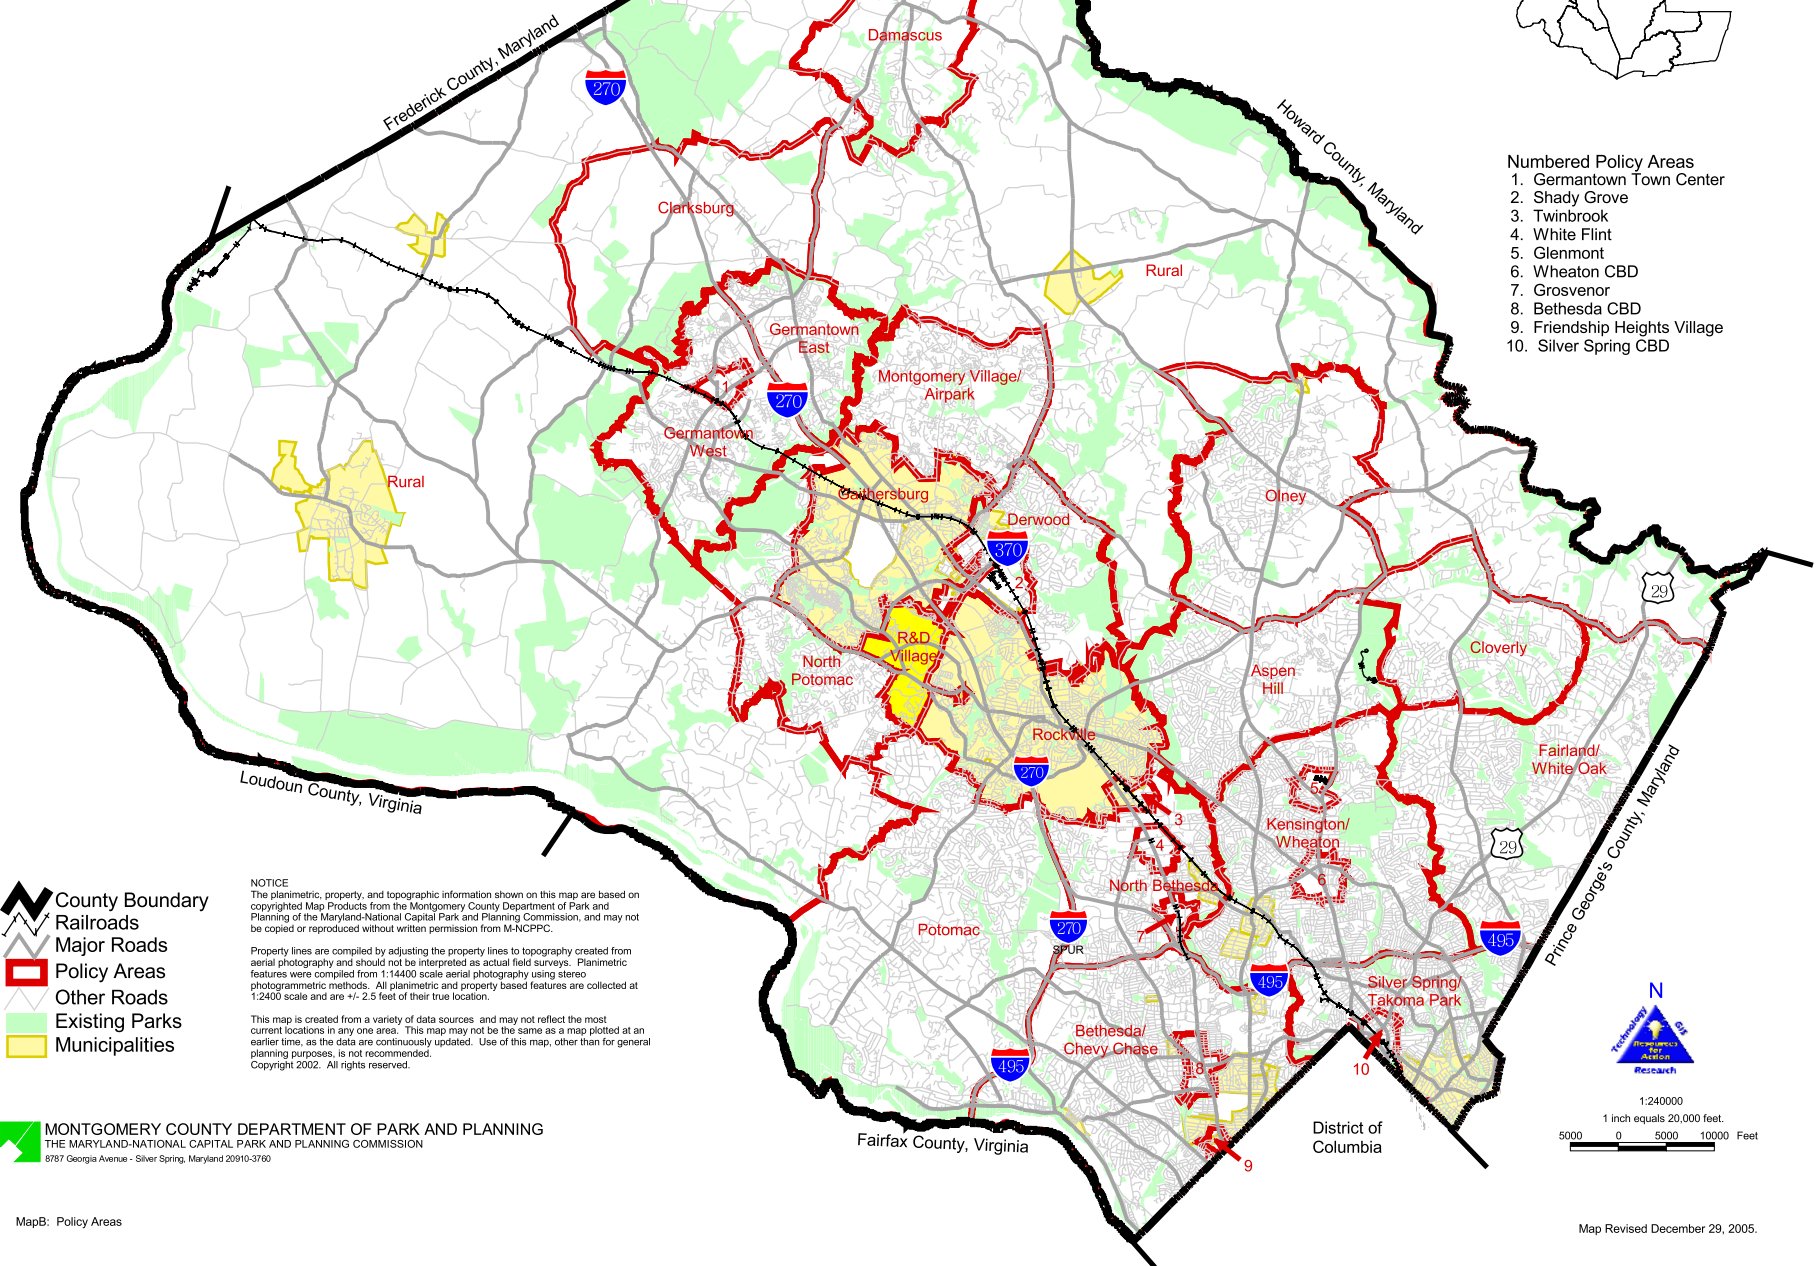 Damascus
Frederick County, Maryland
270
Howard County, Maryland
Numbered Policy Areas
1. Germantown Town Center
2. Shady Grove
3. Twinbrook
4. White Flint
5. Glenmont
6. Wheaton CBD
7. Grosvenor
8. Bethesda CBD
9. Friendship Heights Village
10. Silver Spring CBD
Clarksburg
Rural
Germantown
East
Montgomery Village/
Airpark
1
270
Germantown
West
Rural
Gaithersburg
Olney
Derwood
370
2
29
R&D
Village
North
Potomac
Aspen
Hill
Cloverly
Rockville
270
Fairland/
White Oak
Loudoun County, Virginia
5
3
Kensington/
Wheaton
4
29
Prince George's County, Maryland
North Bethesda
6
Potomac
270
SPUR
7
495
495
Silver Spring/
Takoma Park
Bethesda/
Chevy Chase
495
8
10
District of
Columbia
Fairfax County, Virginia
9
County Boundary
Railroads
Major Roads
Policy Areas
Other Roads
Existing Parks
Municipalities
NOTICE
The planimetric, property, and topographic information shown on this map are based on
copyrighted Map Products from the Montgomery County Department of Park and
Planning of the Maryland-National Capital Park and Planning Commission, and may not
be copied or reproduced without written permission from M-NCPPC.
Property lines are compiled by adjusting the property lines to topography created from
aerial photography and should not be interpreted as actual field surveys. Planimetric
features were compiled from 1:14400 scale aerial photography using stereo
photogrammetric methods. All planimetric and property based features are collected at
1:2400 scale and are +/- 2.5 feet of their true location.
This map is created from a variety of data sources and may not reflect the most
current locations in any one area. This map may not be the same as a map plotted at an
earlier time, as the data are continuously updated. Use of this map, other than for general
planning purposes, is not recommended.
Copyright 2002. All rights reserved.
N
Technology
GIS
Resources
for
Action
Research
1:240000
1 inch equals 20,000 feet.
5000 0 5000 10000 Feet
MONTGOMERY COUNTY DEPARTMENT OF PARK AND PLANNING
THE MARYLAND-NATIONAL CAPITAL PARK AND PLANNING COMMISSION
8787 Georgia Avenue - Silver Spring, Maryland 20910-3760
MapB: Policy Areas
Map Revised December 29, 2005.